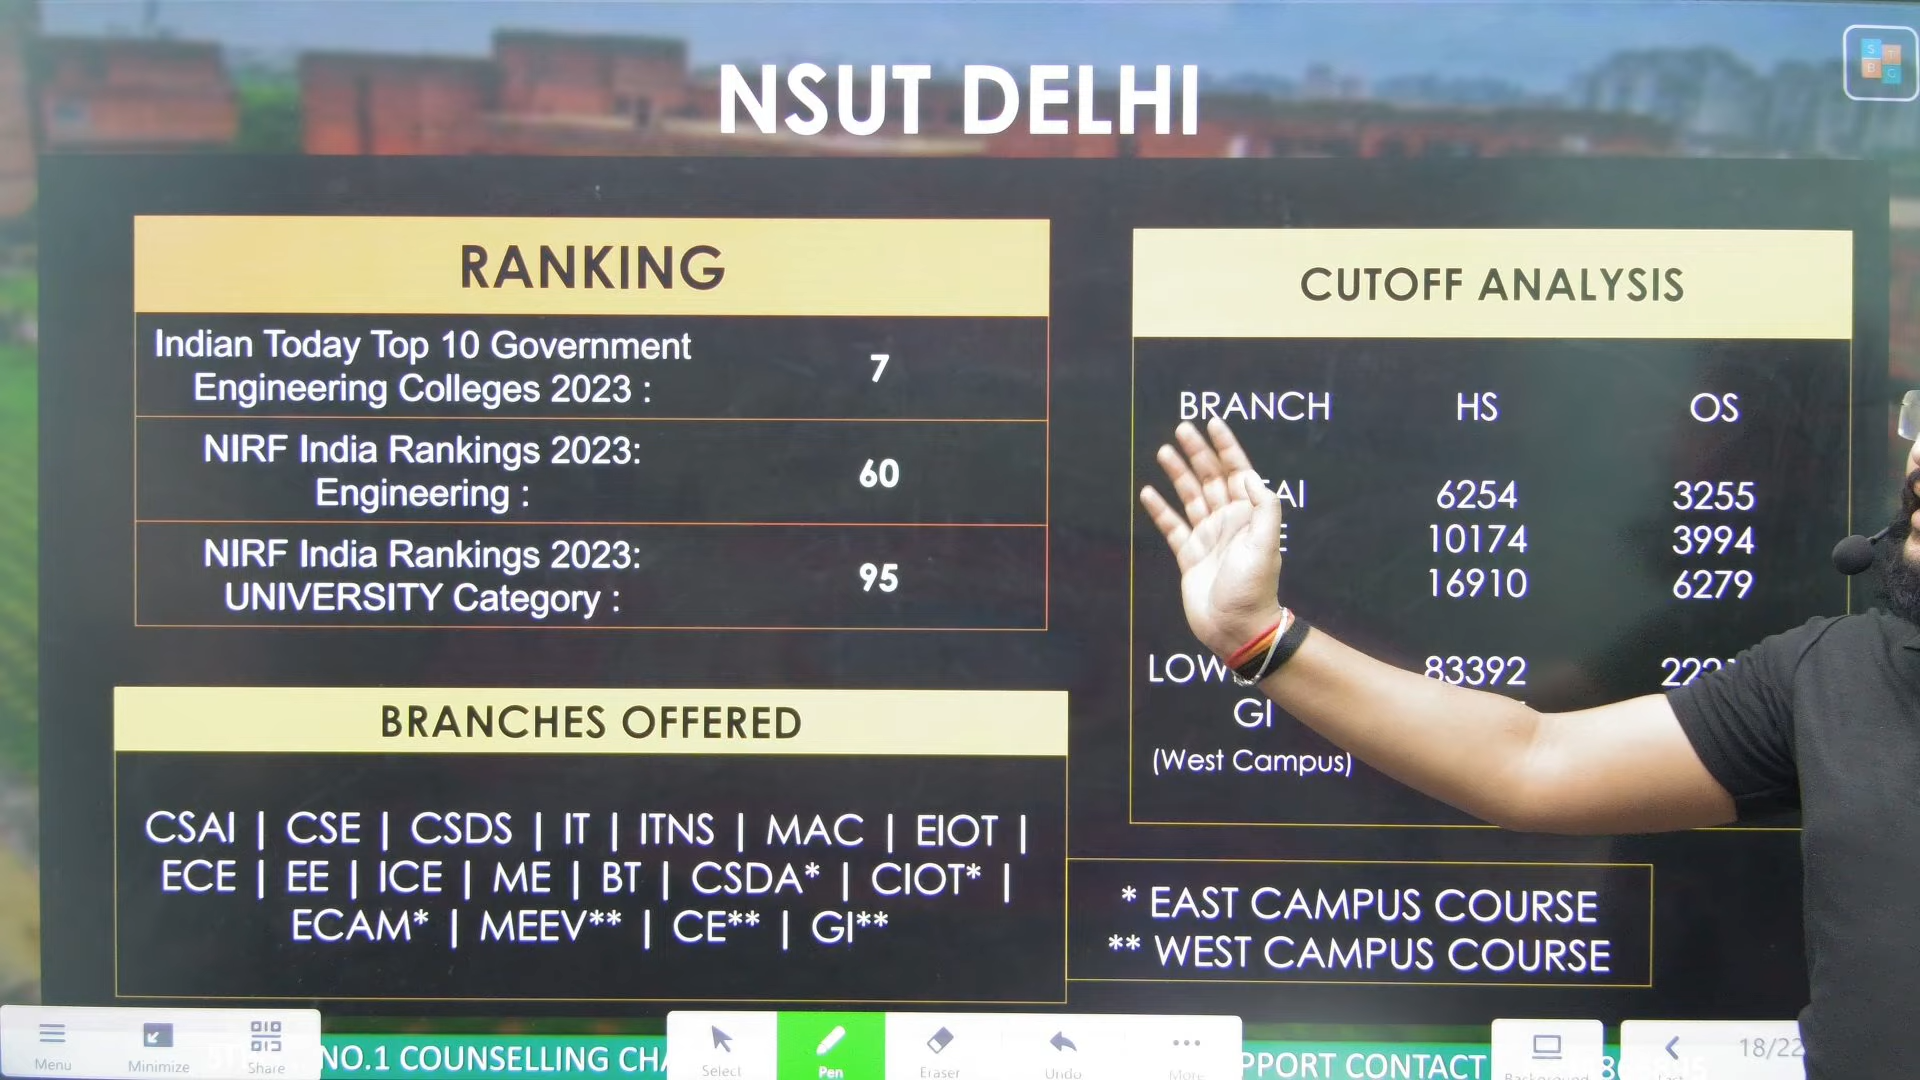 NSUT DELHI
S T
B C
RANKING
Indian Today Top 10 Government
Engineering Colleges 2023 :
7
NIRF India Rankings 2023:
Engineering :
60
NIRF India Rankings 2023:
UNIVERSITY Category :
95
BRANCHES OFFERED
CSAI | CSE | CSDS | IT | ITNS | MAC | EIOT |
ECE | EE | ICE | ME | BT | CSDA* | CIOT* |
ECAM* | MEEV** | CE** | GI**
CUTOFF ANALYSIS
BRANCH HS OS
6254 3255
10174 3994
16910 6279
83392
GI
(West Campus)
* EAST CAMPUS COURSE
** WEST CAMPUS COURSE
NO.1 COUNSELLING
CONTACT
Menu Minimize Share Select Pen Eraser Undo More
18/22